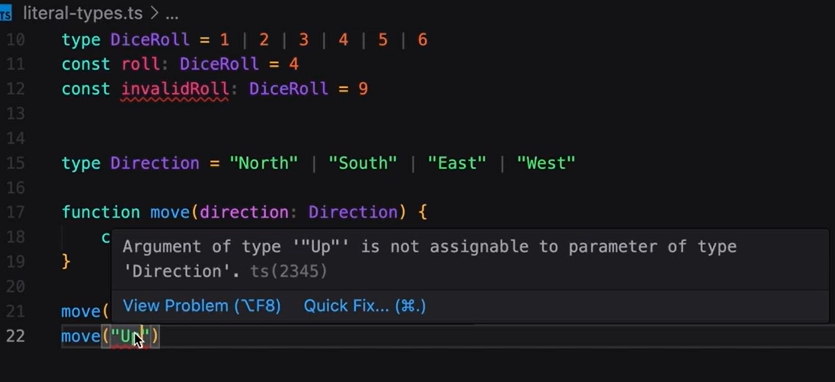 TS literal-types.ts > ...
10 type DiceRoll = 1 | 2 | 3 | 4 | 5 | 6
11 const roll: DiceRoll = 4
12 const invalidRoll: DiceRoll = 9
13
14
15 type Direction = "North" | "South" | "East" | "West"
16
17 function move(direction: Direction) {
18 c
Argument of type '"Up"' is not assignable to parameter of type
'Direction'. ts(2345)
19 }
20
View Problem (⌥F8) Quick Fix... (⌘.)
21 move(
22 move("Up")